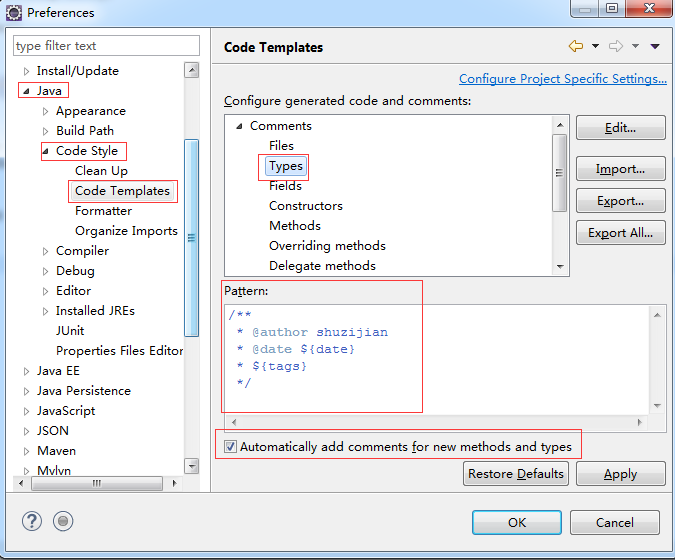 Preferences
type filter text
Install/Update
Java
Appearance
Build Path
Code Style
Clean Up
Code Templates
Formatter
Organize Imports
Compiler
Debug
Editor
Installed JREs
JUnit
Properties Files Editor
Java EE
Java Persistence
JavaScript
JSON
Maven
Mylyn
Code Templates
Configure Project Specific Settings...
Configure generated code and comments:
Comments
Files
Types
Fields
Constructors
Methods
Overriding methods
Delegate methods
Edit...
Import...
Export...
Export All...
Pattern:
/**
* @author shuzijian
* @date ${date}
* ${tags}
*/
Automatically add comments for new methods and types
Restore Defaults
Apply
?
OK
Cancel